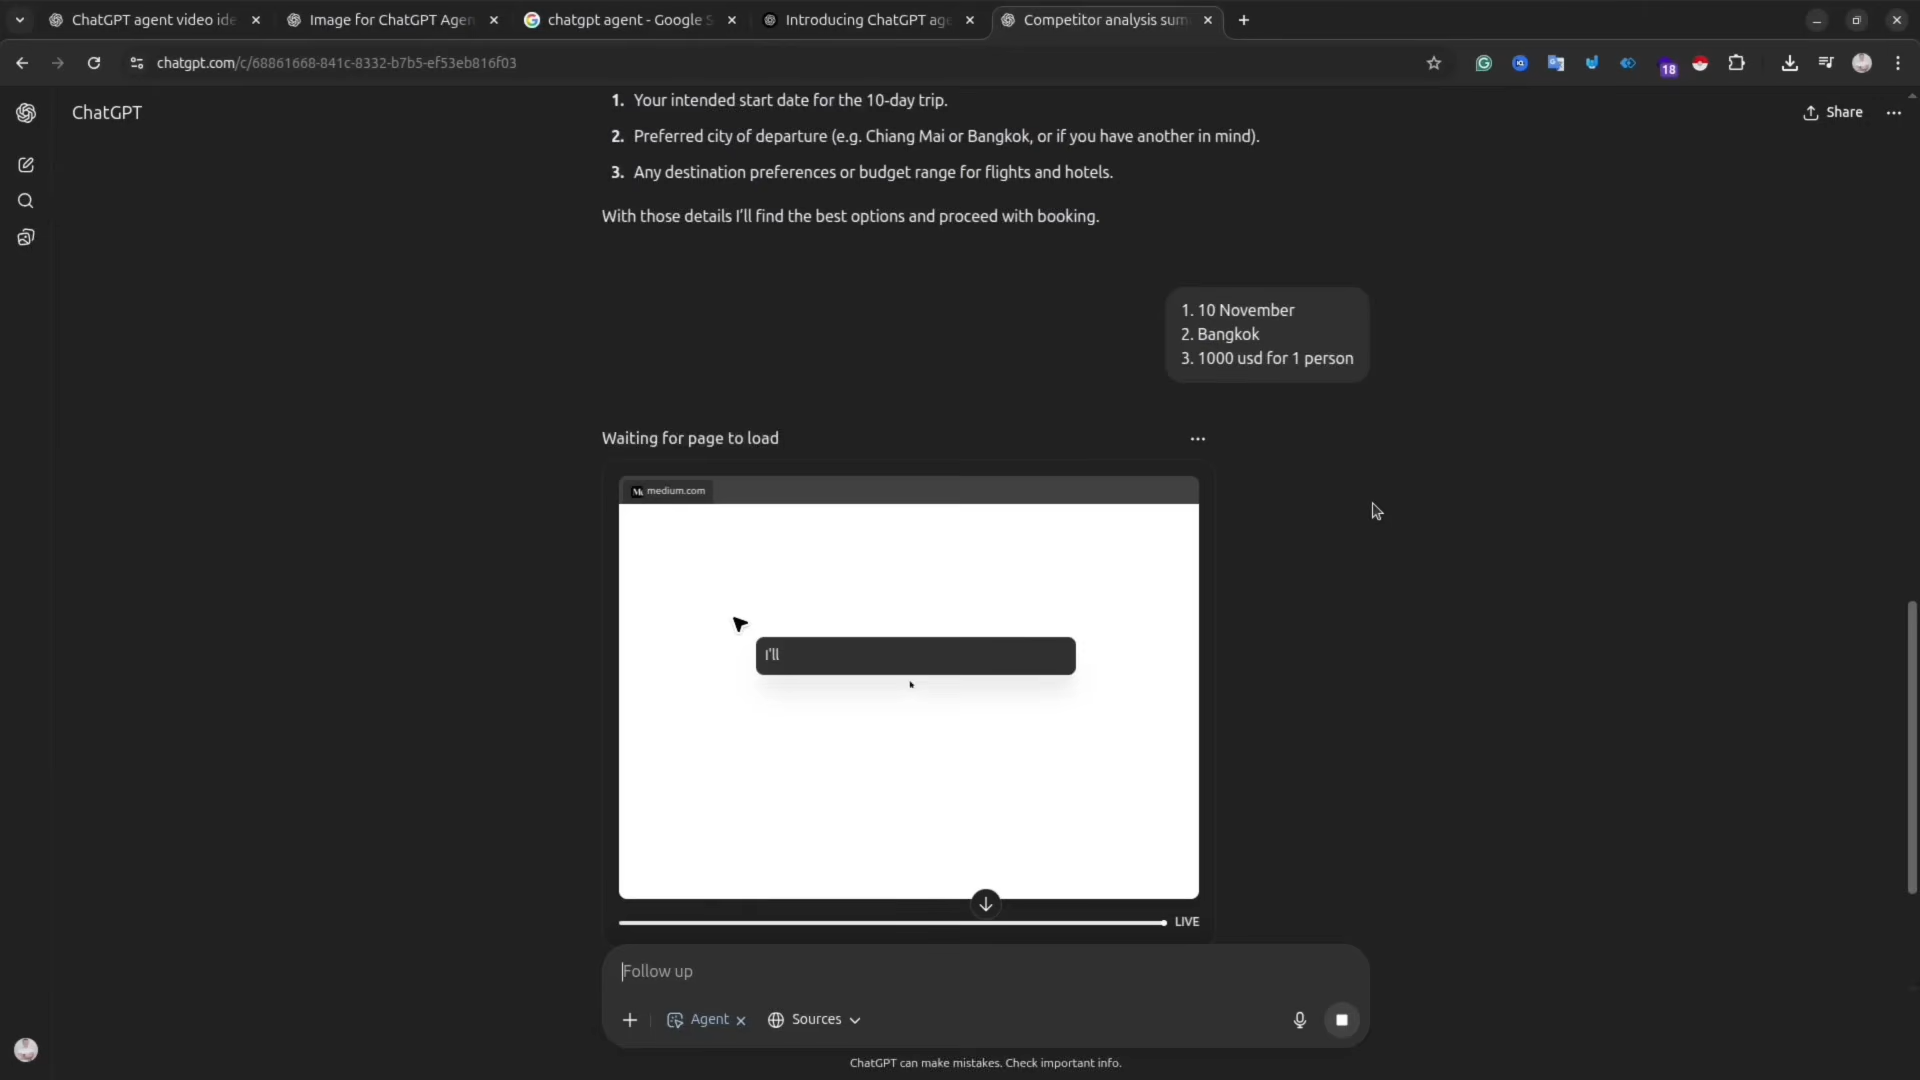 ChatGPT agent video ide
Image for ChatGPT Agen
chatgpt agent - Google S
Introducing ChatGPT age
Competitor analysis sum
chatgpt.com/c/68861668-841c-8332-b7b5-ef53eb816f03
18
ChatGPT
Share
1. Your intended start date for the 10-day trip.
2. Preferred city of departure (e.g. Chiang Mai or Bangkok, or if you have another in mind).
3. Any destination preferences or budget range for flights and hotels.
With those details I'll find the best options and proceed with booking.
1. 10 November
2. Bangkok
3. 1000 usd for 1 person
Waiting for page to load
medium.com
I'll
LIVE
Follow up
Agent
Sources
ChatGPT can make mistakes. Check important info.